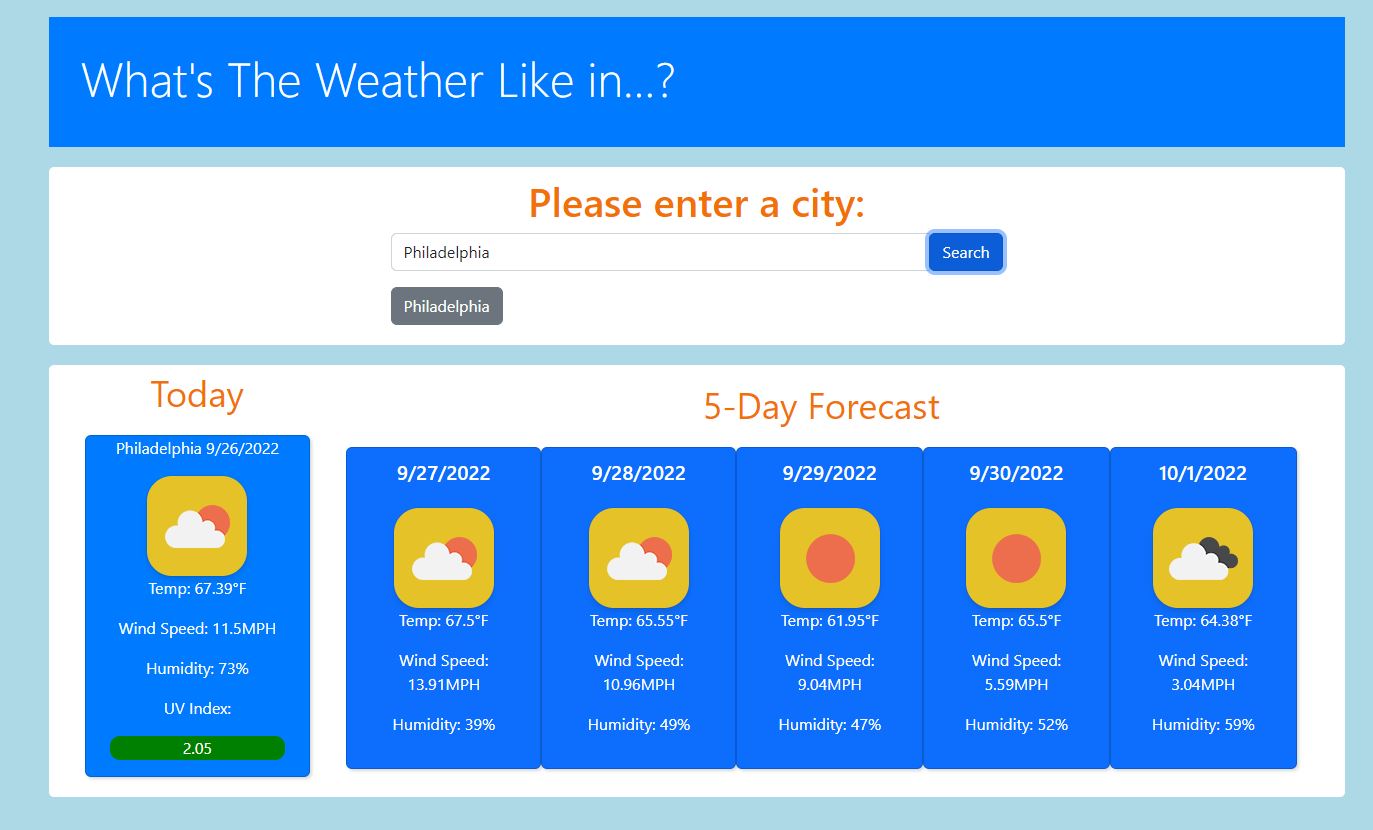 What's The Weather Like in...?
Please enter a city:
Philadelphia
Search
Philadelphia
Today
Philadelphia 9/26/2022
Temp: 67.39°F
Wind Speed: 11.5MPH
Humidity: 73%
UV Index:
2.05
5-Day Forecast
9/27/2022
Temp: 67.5°F
Wind Speed:
13.91MPH
Humidity: 39%
9/28/2022
Temp: 65.55°F
Wind Speed:
10.96MPH
Humidity: 49%
9/29/2022
Temp: 61.95°F
Wind Speed:
9.04MPH
Humidity: 47%
9/30/2022
Temp: 65.5°F
Wind Speed:
5.59MPH
Humidity: 52%
10/1/2022
Temp: 64.38°F
Wind Speed:
3.04MPH
Humidity: 59%